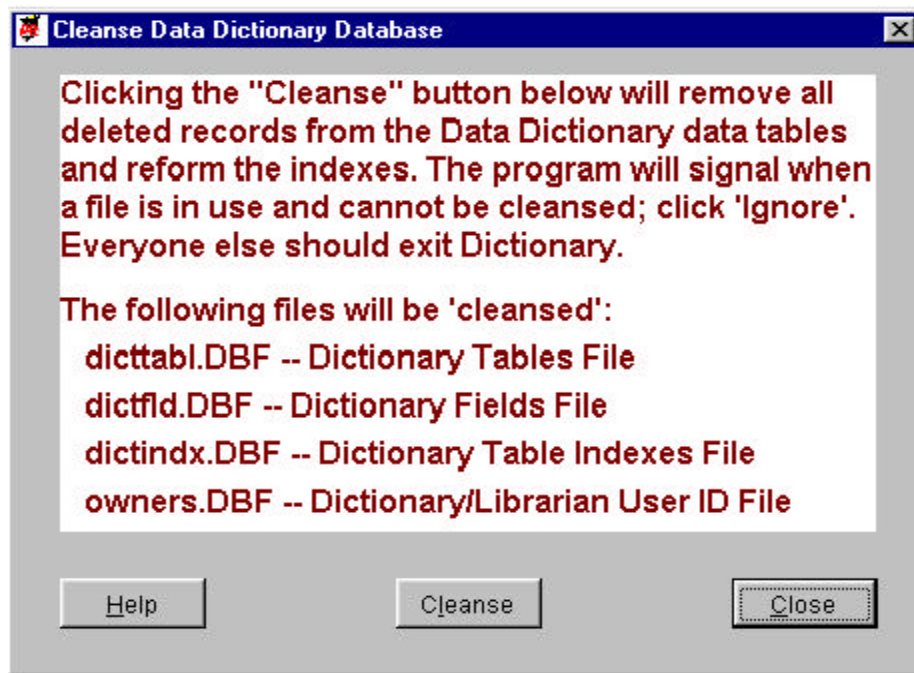 Cleanse Data Dictionary Database
Clicking the "Cleanse" button below will remove all
deleted records from the Data Dictionary data tables
and reform the indexes. The program will signal when
a file is in use and cannot be cleansed; click 'Ignore'.
Everyone else should exit Dictionary.
The following files will be 'cleansed':
dicttabl.DBF -- Dictionary Tables File
dictfld.DBF -- Dictionary Fields File
dictindx.DBF -- Dictionary Table Indexes File
owners.DBF -- Dictionary/Librarian User ID File
Help
Cleanse
Close